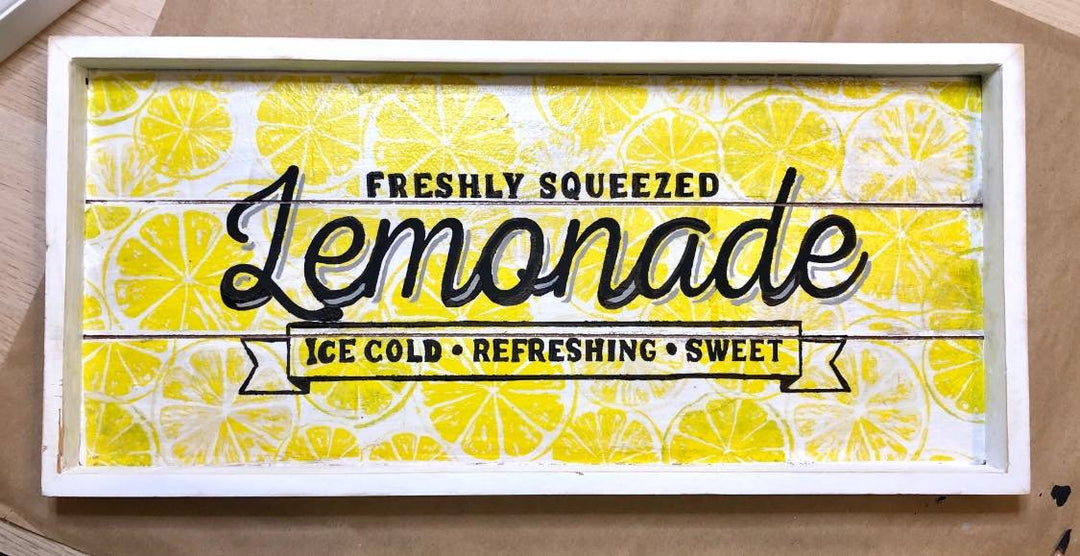 FRESHLY SQUEEZED
Lemonade
ICE COLD • REFRESHING • SWEET